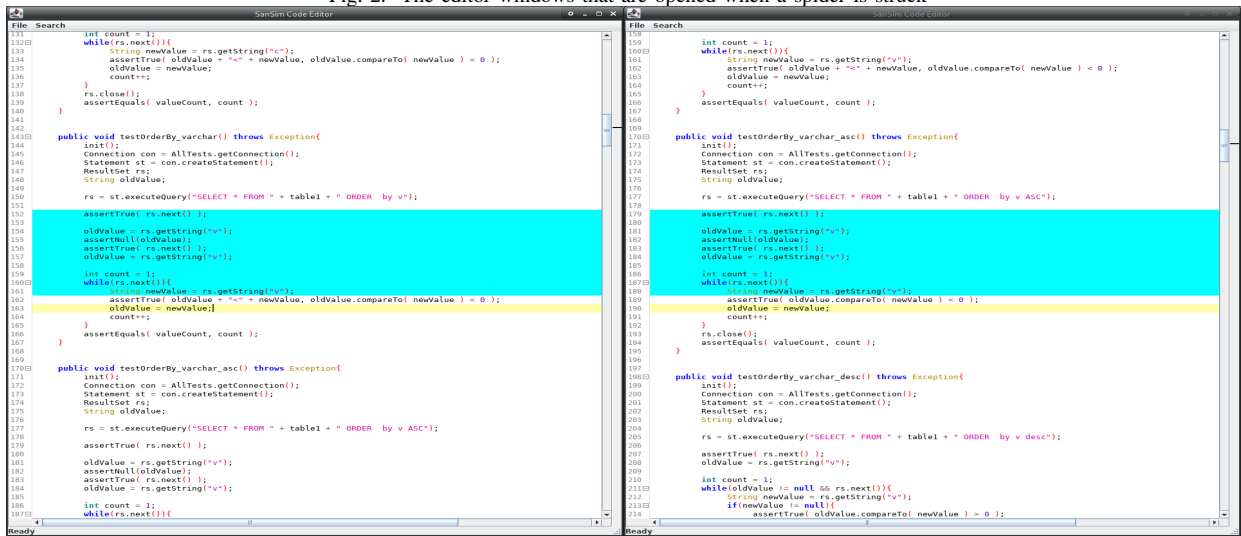 Fig. 2. The editor windows that are opened when a spider is struck
SanSim Code Editor
File Search
131 int count = 1;
132 while(rs.next()){
133 String newValue = rs.getString("c");
134 assertTrue( oldValue + "<" + newValue, oldValue.compareTo( newValue ) < 0 );
135 oldValue = newValue;
136 count++;
137 }
138 rs.close();
139 assertEquals( valueCount, count );
140 }
141
142
143 public void testOrderBy_varchar() throws Exception{
144 init();
145 Connection con = AllTests.getConnection();
146 Statement st = con.createStatement();
147 ResultSet rs;
148 String oldValue;
149
150 rs = st.executeQuery("SELECT * FROM " + table1 + " ORDER  by v");
151
152 assertTrue( rs.next() );
153
154 oldValue = rs.getString("v");
155 assertNull(oldValue);
156 assertTrue( rs.next() );
157 oldValue = rs.getString("v");
158
159 int count = 1;
160 while(rs.next()){
161 String newValue = rs.getString("v");
162 assertTrue( oldValue + "<" + newValue, oldValue.compareTo( newValue ) < 0 );
163 oldValue = newValue;
164 count++;
165 }
166 assertEquals( valueCount, count );
167 }
168
169
170 public void testOrderBy_varchar_asc() throws Exception{
171 init();
172 Connection con = AllTests.getConnection();
173 Statement st = con.createStatement();
174 ResultSet rs;
175 String oldValue;
176
177 rs = st.executeQuery("SELECT * FROM " + table1 + " ORDER  by v ASC");
178
179 assertTrue( rs.next() );
180
181 oldValue = rs.getString("v");
182 assertNull(oldValue);
183 assertTrue( rs.next() );
184 oldValue = rs.getString("v");
185
186 int count = 1;
187 while(rs.next()){
Ready
SanSim Code Editor
File Search
158
159 int count = 1;
160 while(rs.next()){
161 String newValue = rs.getString("v");
162 assertTrue( oldValue + "<" + newValue, oldValue.compareTo( newValue ) < 0 );
163 oldValue = newValue;
164 count++;
165 }
166 assertEquals( valueCount, count );
167 }
168
169
170 public void testOrderBy_varchar_asc() throws Exception{
171 init();
172 Connection con = AllTests.getConnection();
173 Statement st = con.createStatement();
174 ResultSet rs;
175 String oldValue;
176
177 rs = st.executeQuery("SELECT * FROM " + table1 + " ORDER  by v ASC");
178
179 assertTrue( rs.next() );
180
181 oldValue = rs.getString("v");
182 assertNull(oldValue);
183 assertTrue( rs.next() );
184 oldValue = rs.getString("v");
185
186 int count = 1;
187 while(rs.next()){
188 String newValue = rs.getString("v");
189 assertTrue( oldValue.compareTo( newValue ) < 0 );
190 oldValue = newValue;
191 count++;
192 }
193 rs.close();
194 assertEquals( valueCount, count );
195 }
196
197
198 public void testOrderBy_varchar_desc() throws Exception{
199 init();
200 Connection con = AllTests.getConnection();
201 Statement st = con.createStatement();
202 ResultSet rs;
203 String oldValue;
204
205 rs = st.executeQuery("SELECT * FROM " + table1 + " ORDER  by v desc");
206
207 assertTrue( rs.next() );
208 oldValue = rs.getString("v");
209
210 int count = 1;
211 while(oldValue != null && rs.next()){
212 String newValue = rs.getString("v");
213 if(newValue != null){
214 assertTrue( oldValue.compareTo( newValue ) > 0 );
Ready